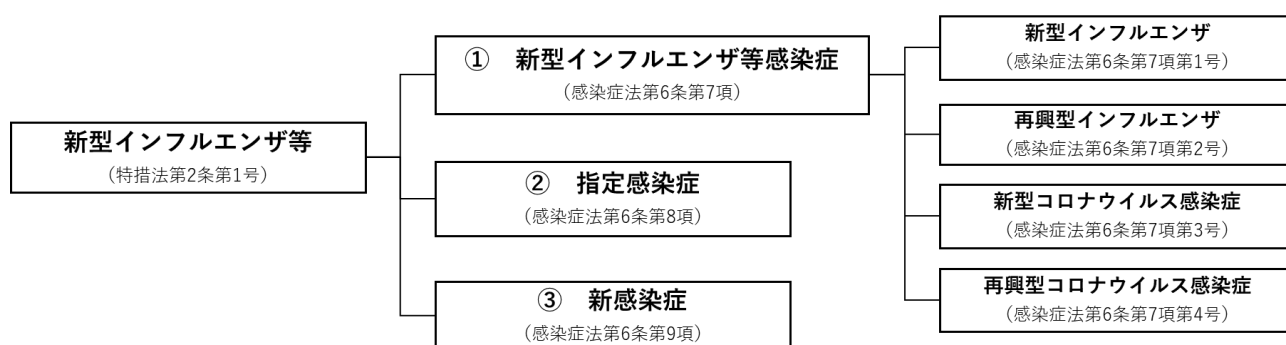 新型インフルエンザ等
(特措法第2条第1号)
① 新型インフルエンザ等感染症
(感染症法第6条第7項)
② 指定感染症
(感染症法第6条第8項)
③ 新感染症
(感染症法第6条第9項)
新型インフルエンザ
(感染症法第6条第7項第1号)
再興型インフルエンザ
(感染症法第6条第7項第2号)
新型コロナウイルス感染症
(感染症法第6条第7項第3号)
再興型コロナウイルス感染症
(感染症法第6条第7項第4号)